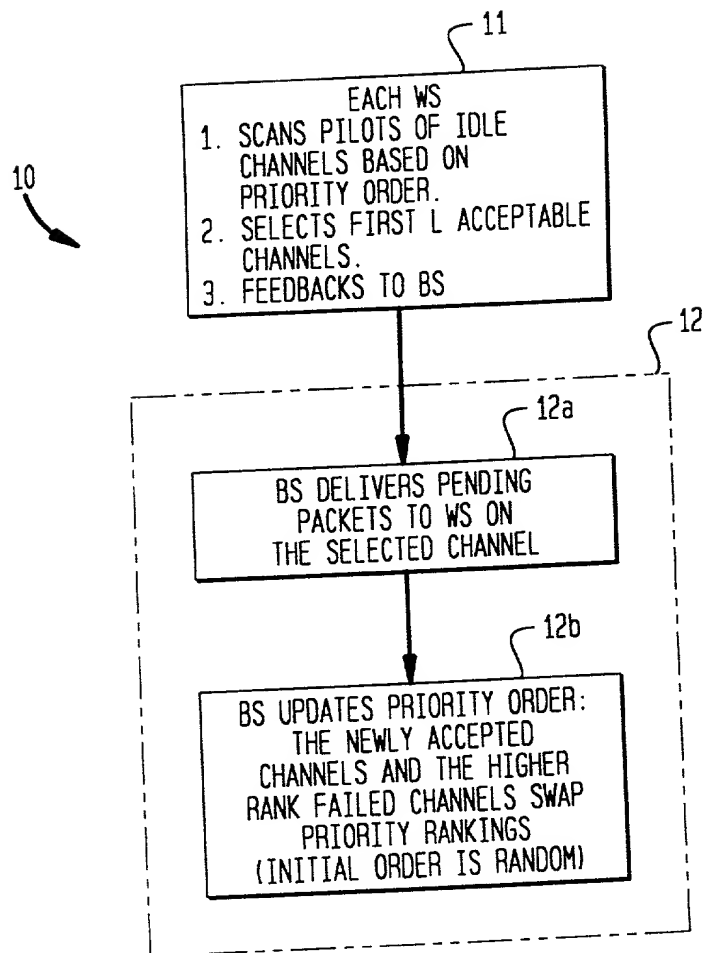 11
EACH WS
1. SCANS PILOTS OF IDLE
CHANNELS BASED ON
PRIORITY ORDER.
2. SELECTS FIRST L ACCEPTABLE
CHANNELS.
3. FEEDBACKS TO BS
10
12
12a
BS DELIVERS PENDING
PACKETS TO WS ON
THE SELECTED CHANNEL
12b
BS UPDATES PRIORITY ORDER:
THE NEWLY ACCEPTED
CHANNELS AND THE HIGHER
RANK FAILED CHANNELS SWAP
PRIORITY RANKINGS
(INITIAL ORDER IS RANDOM)